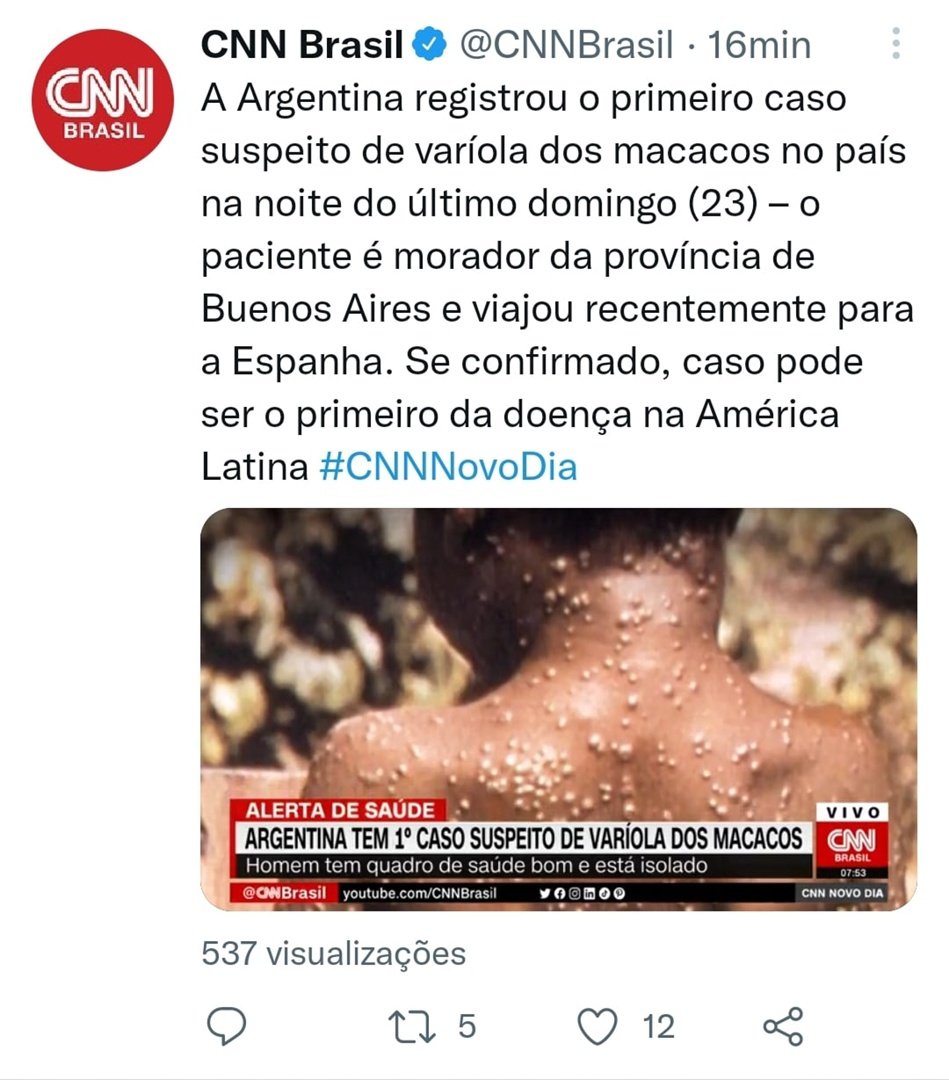 CNN Brasil @CNNBrasil · 16min
CNN
BRASIL
A Argentina registrou o primeiro caso
suspeito de varíola dos macacos no país
na noite do último domingo (23) – o
paciente é morador da província de
Buenos Aires e viajou recentemente para
a Espanha. Se confirmado, caso pode
ser o primeiro da doença na América
Latina #CNNNovoDia
ALERTA DE SAÚDE
ARGENTINA TEM 1º CASO SUSPEITO DE VARÍOLA DOS MACACOS
Homem tem quadro de saúde bom e está isolado
@CNNBrasil youtube.com/CNNBrasil
VIVO
CNN
BRASIL
07:53
CNN NOVO DIA
537 visualizações
5 12